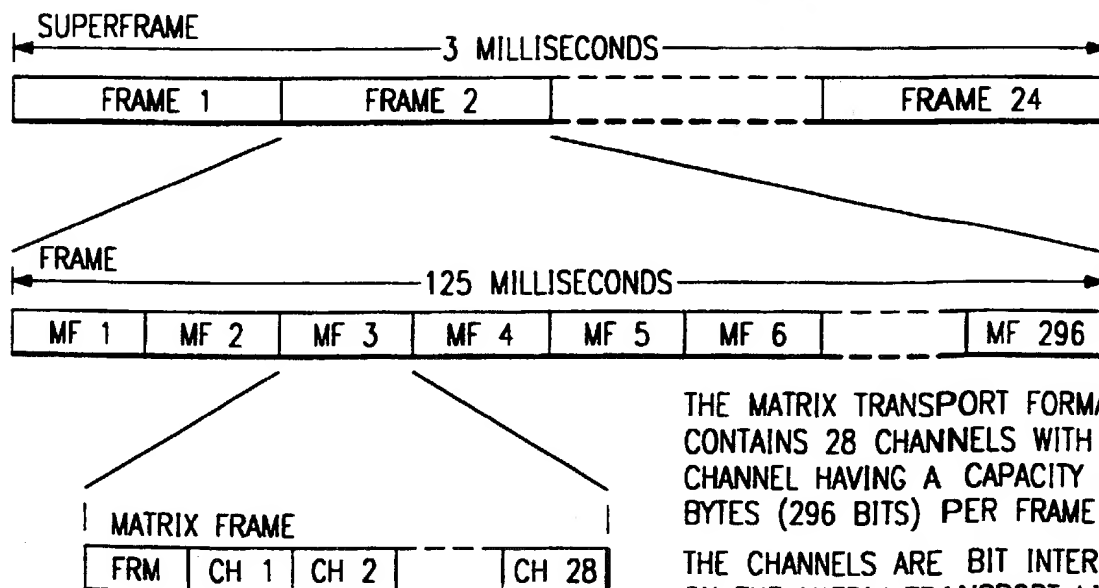 SUPERFRAME
3 MILLISECONDS
FRAME 1 FRAME 2 FRAME 24
FRAME
125 MILLISECONDS
MF 1 MF 2 MF 3 MF 4 MF 5 MF 6 MF 296
THE MATRIX TRANSPORT
CONTAINS 28 CHANNELS WITH
CHANNEL HAVING A CAPACITY
BYTES (296 BITS) PER FRAME
MATRIX FRAME
FRM CH 1 CH 2 CH 28
THE CHANNELS ARE BIT